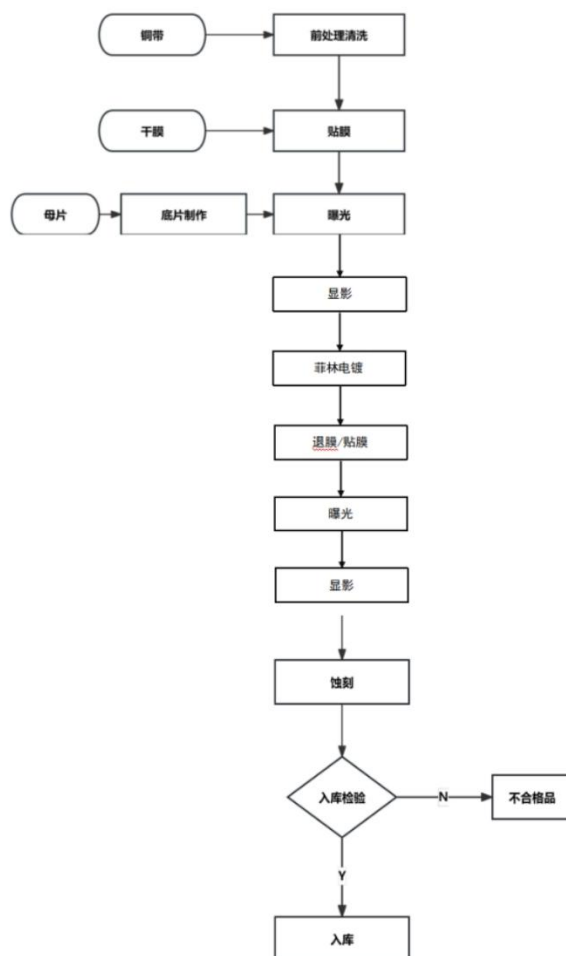 铜带
前处理清洗
干膜
贴膜
母片
底片制作
曝光
显影
菲林电镀
退膜/贴膜
曝光
显影
蚀刻
入库检验
N
不合格品
Y
入库